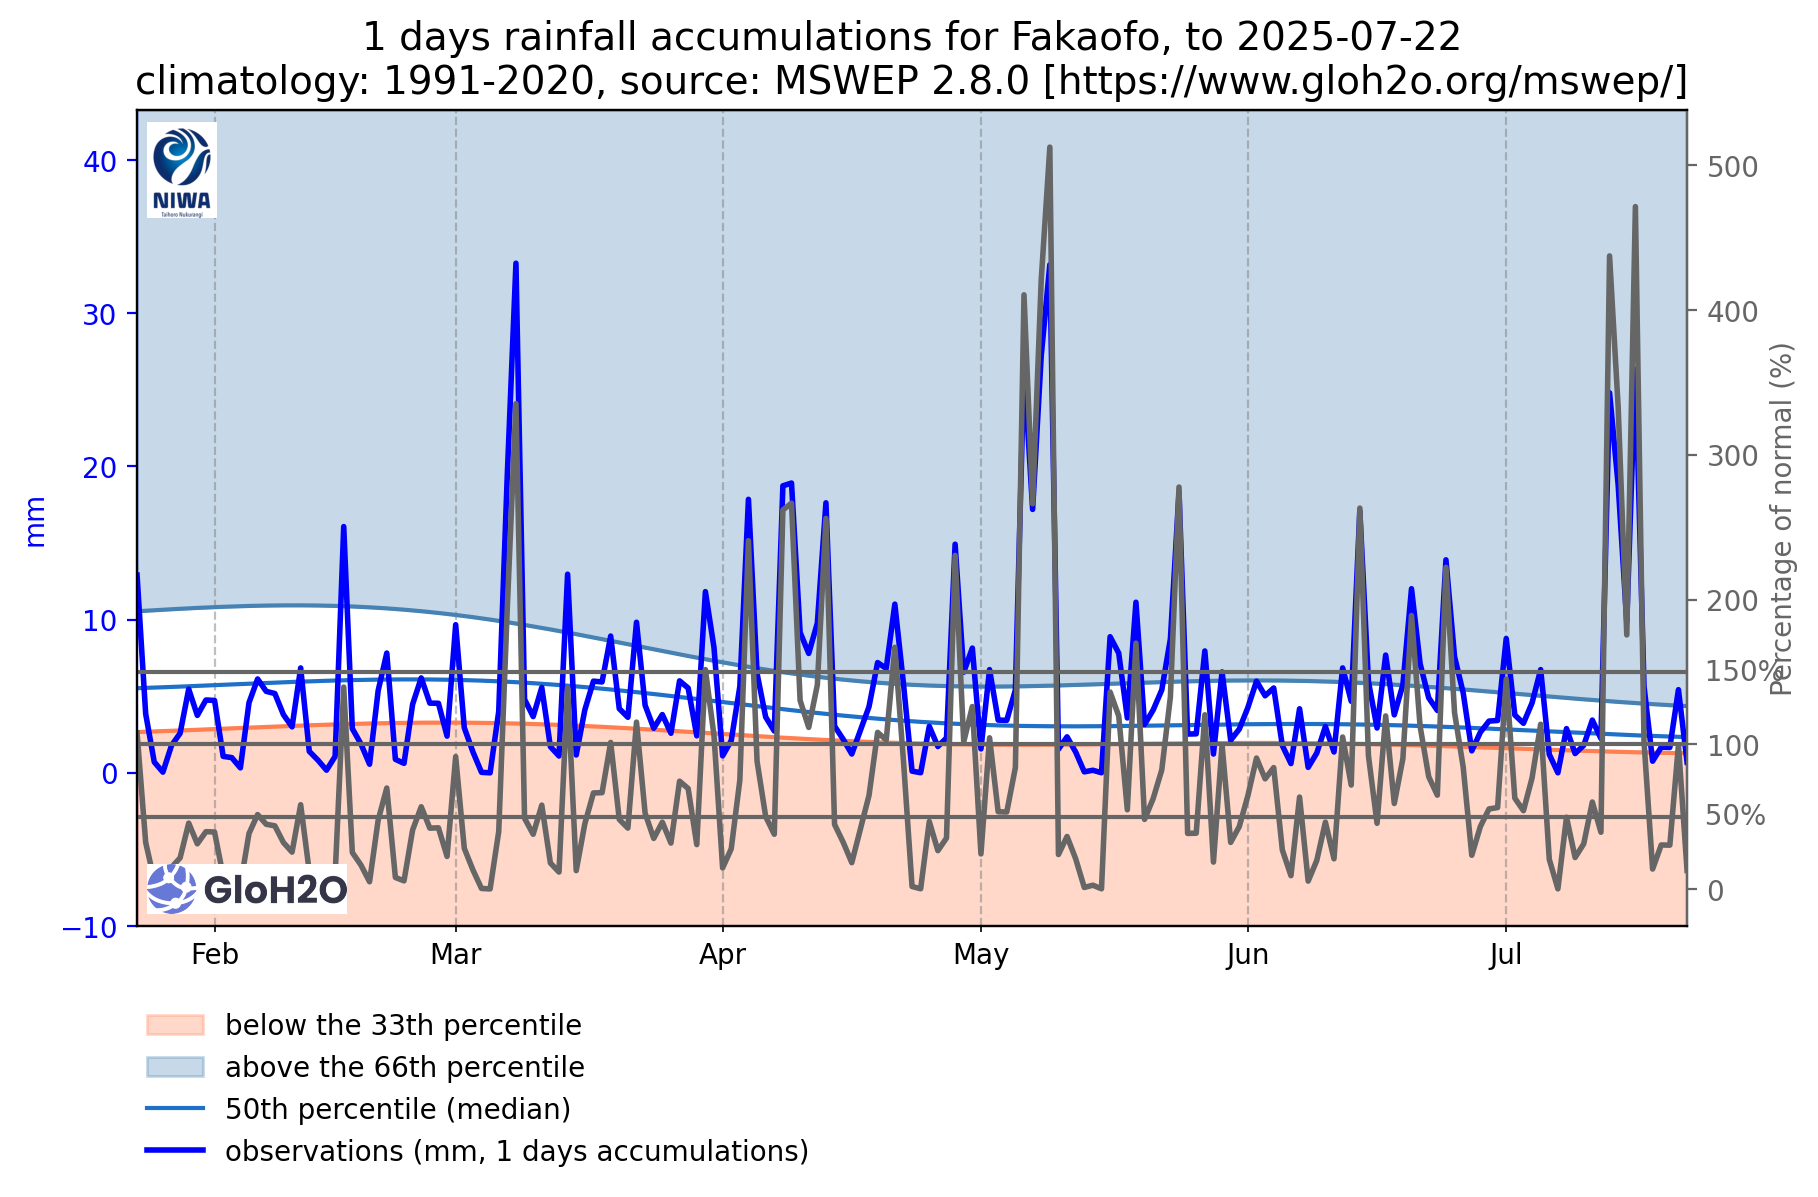 1 days rainfall accumulations for Fakaofo, to 2025-07-22
climatology: 1991-2020, source: MSWEP 2.8.0 [https://www.gloh2o.org/mswep/]
NIWA
Taihoro Nukurangi
40
30
20
10
0
−10
mm
500
400
300
200
150%
100
50%
0
Percentage of normal (%)
GloH2O
Feb
Mar
Apr
May
Jun
Jul
below the 33th percentile
above the 66th percentile
50th percentile (median)
observations (mm, 1 days accumulations)